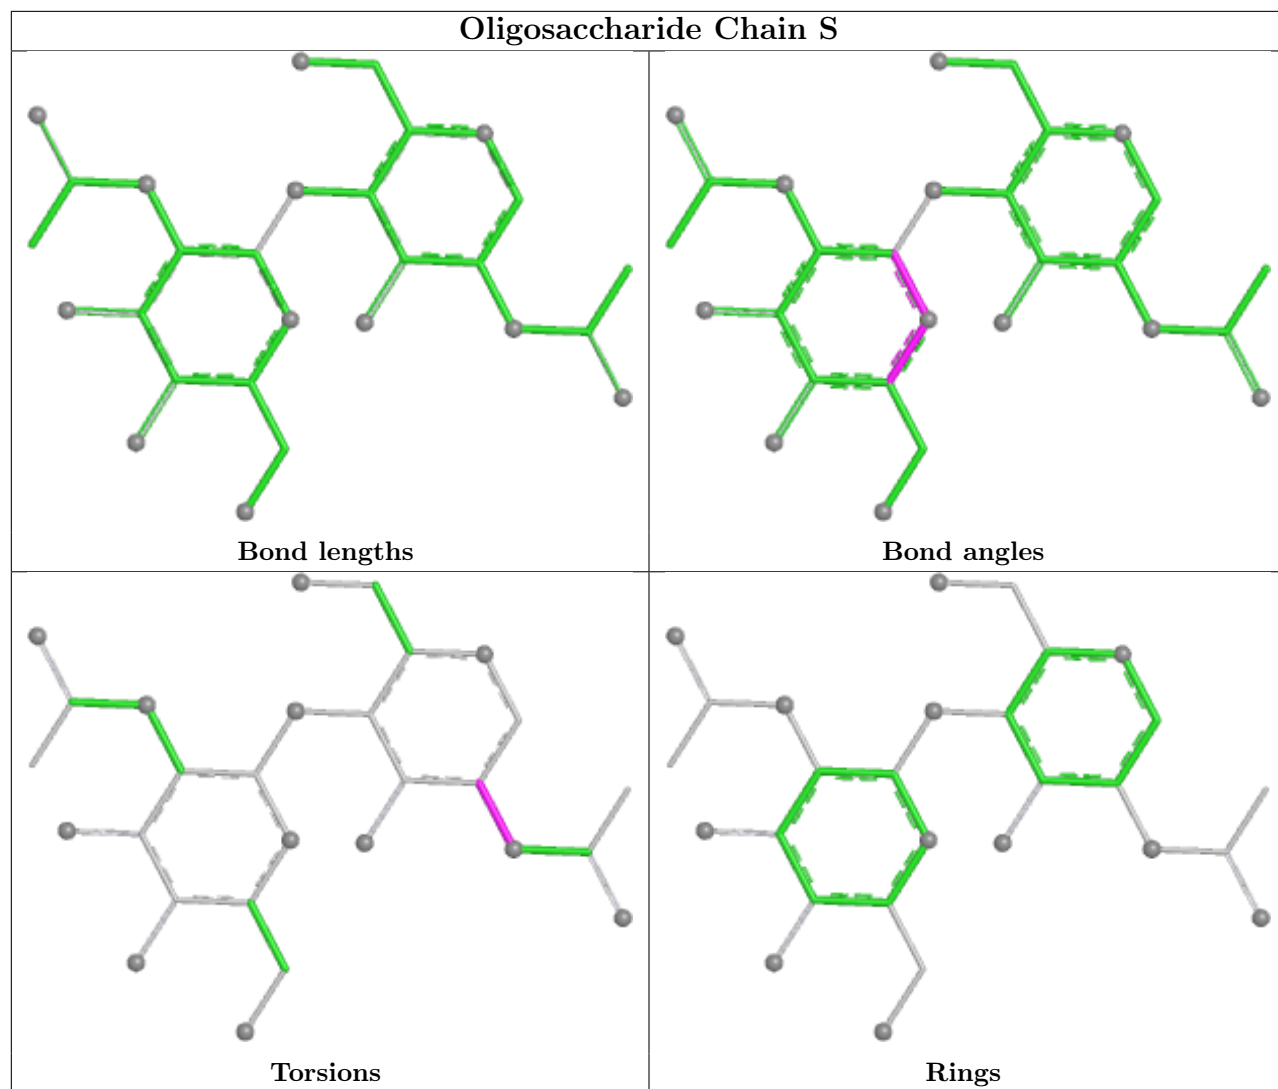 Oligosaccharide Chain S
Bond lengths
Bond angles
Torsions
Rings